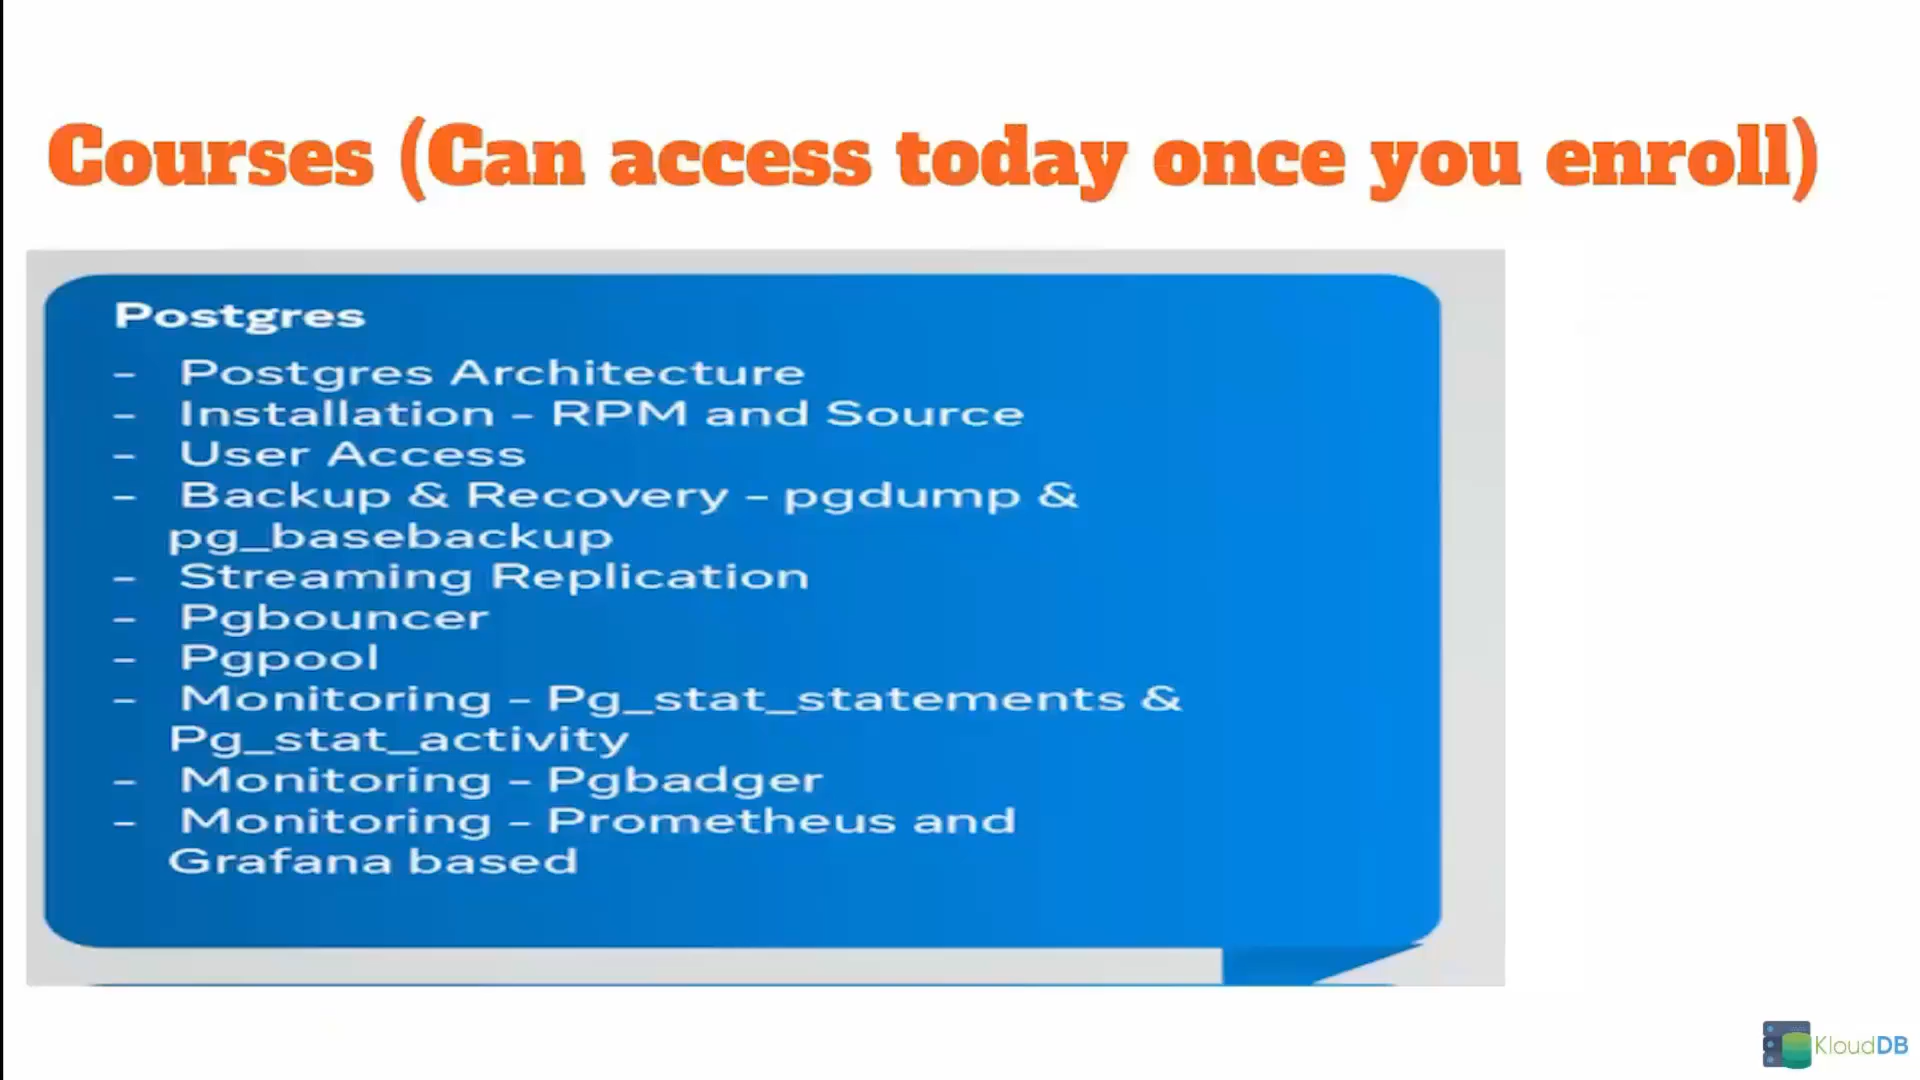 Courses (Can access today once you enroll)
Postgres
- Postgres Architecture
- Installation - RPM and Source
- User Access
- Backup & Recovery - pgdump &
pg_basebackup
- Streaming Replication
- Pgbouncer
- Pgpool
- Monitoring - Pg_stat_statements &
Pg_stat_activity
- Monitoring - Pgbadger
- Monitoring - Prometheus and
Grafana based
KloudDB